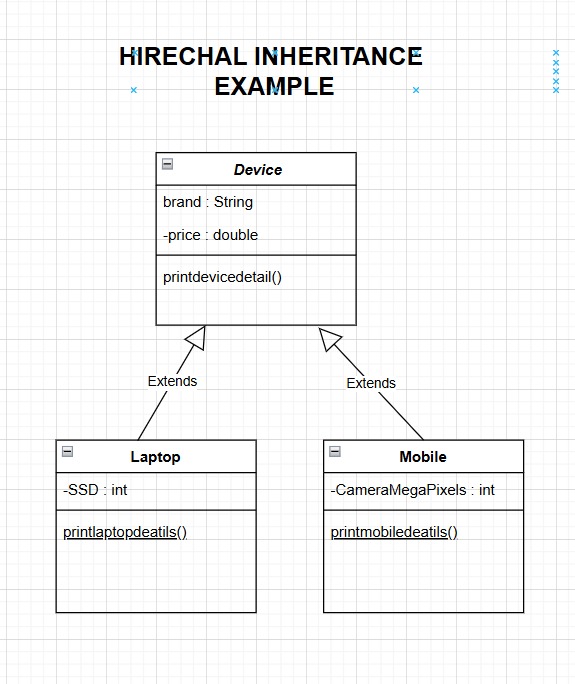 HIRECHAL INHERITANCE
EXAMPLE
Device
brand : String
-price : double
printdevicedetail()
Extends
Extends
Laptop
-SSD : int
printlaptopdeatils()
Mobile
-CameraMegaPixels : int
printmobiledeatils()